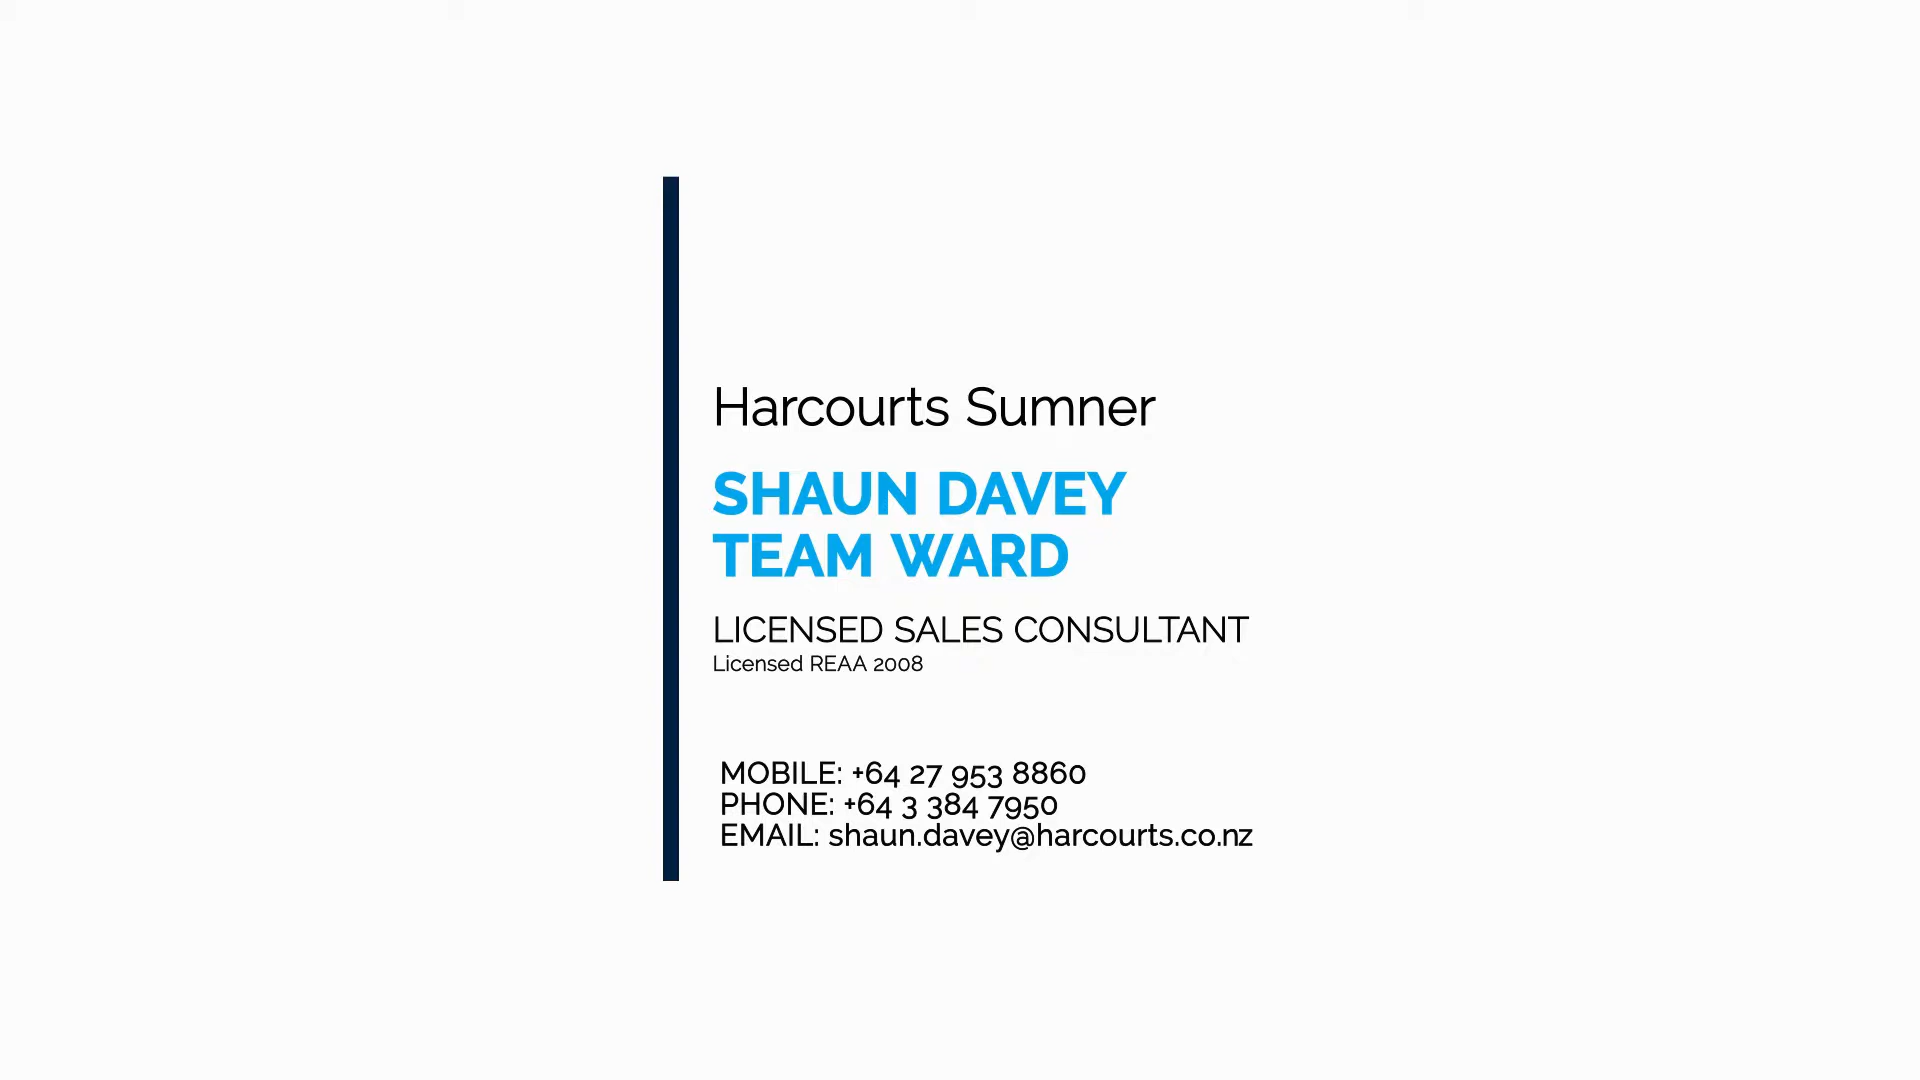 Harcourts Sumner
SHAUN DAVEY
TEAM WARD
LICENSED SALES CONSULTANT
Licensed REAA 2008
MOBILE: +64 27 953 8860
PHONE: +64 3 384 7950
EMAIL: shaun.davey@harcourts.co.nz